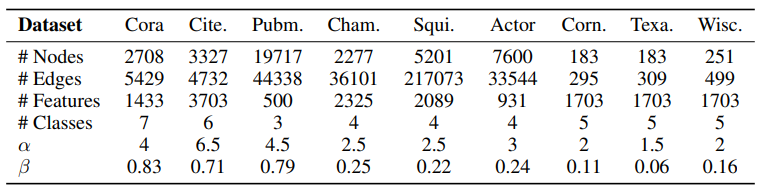 Dataset Cora Cite. Pubm. Cham. Squi. Actor Corn. Texa. Wisc.
# Nodes 2708 3327 19717 2277 5201 7600 183 183 251
# Edges 5429 4732 44338 36101 217073 33544 295 309 499
# Features 1433 3703 500 2325 2089 931 1703 1703 1703
# Classes 7 6 3 4 4 4 5 5 5
α 4 6.5 4.5 2.5 2.5 3 2 1.5 2
β 0.83 0.71 0.79 0.25 0.22 0.24 0.11 0.06 0.16